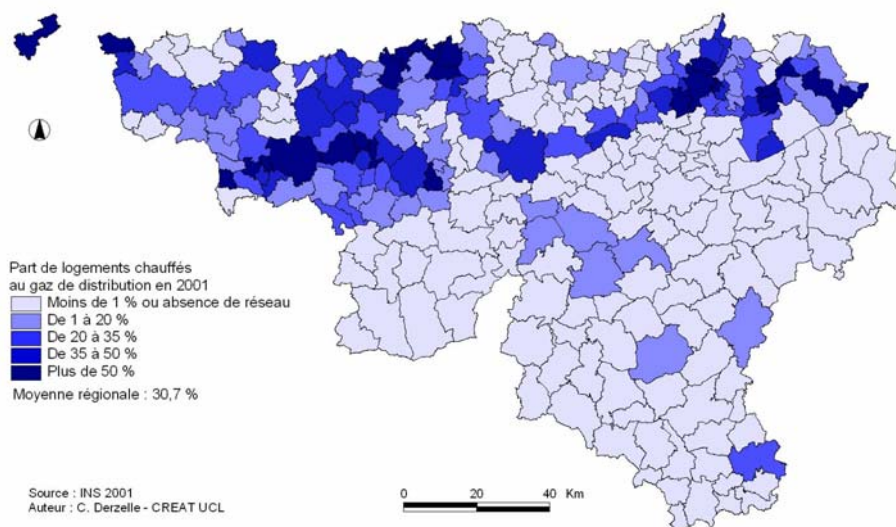 Part de logements chauffés
au gaz de distribution en 2001
Moins de 1 % ou absence de réseau
De 1 à 20 %
De 20 à 35 %
De 35 à 50 %
Plus de 50 %
Moyenne régionale : 30,7 %
Source : INS 2001
Auteur : C. Derzelle - CREAT UCL
0 20 40 Km